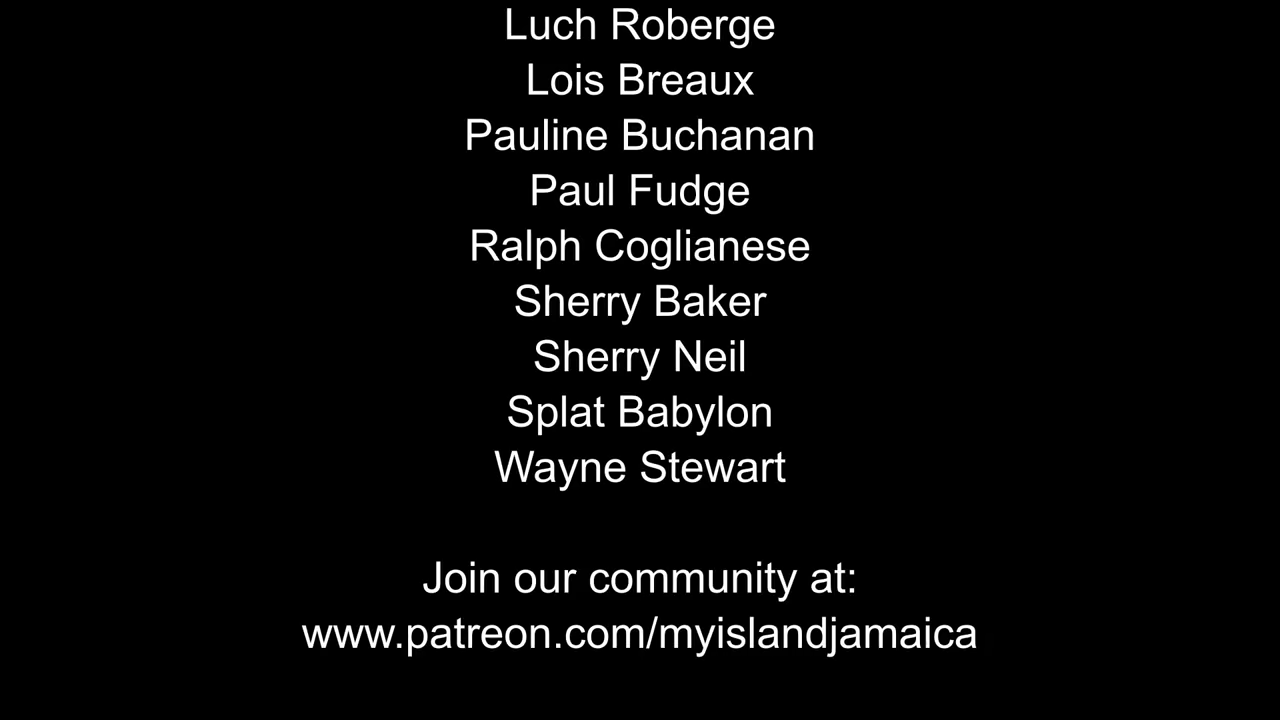 Luch Roberge
Lois Breaux
Pauline Buchanan
Paul Fudge
Ralph Coglianese
Sherry Baker
Sherry Neil
Splat Babylon
Wayne Stewart
Join our community at:
www.patreon.com/myislandjamaica